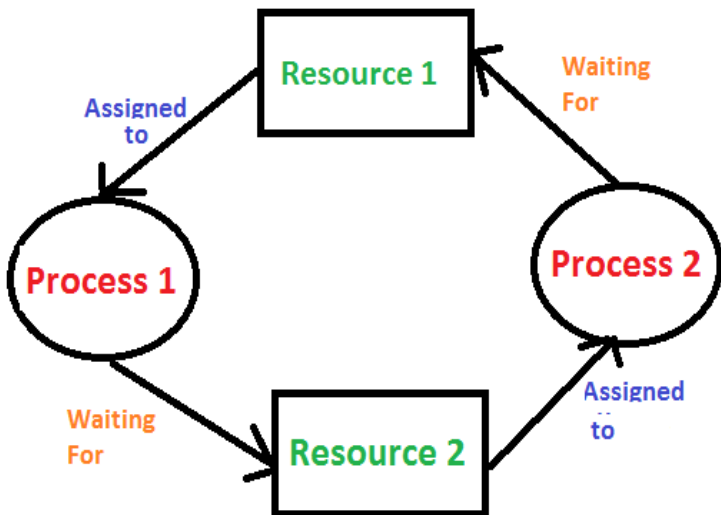 Resource 1
Waiting
For
Assigned
to
Process 1
Process 2
Waiting
For
Resource 2
Assigned
to